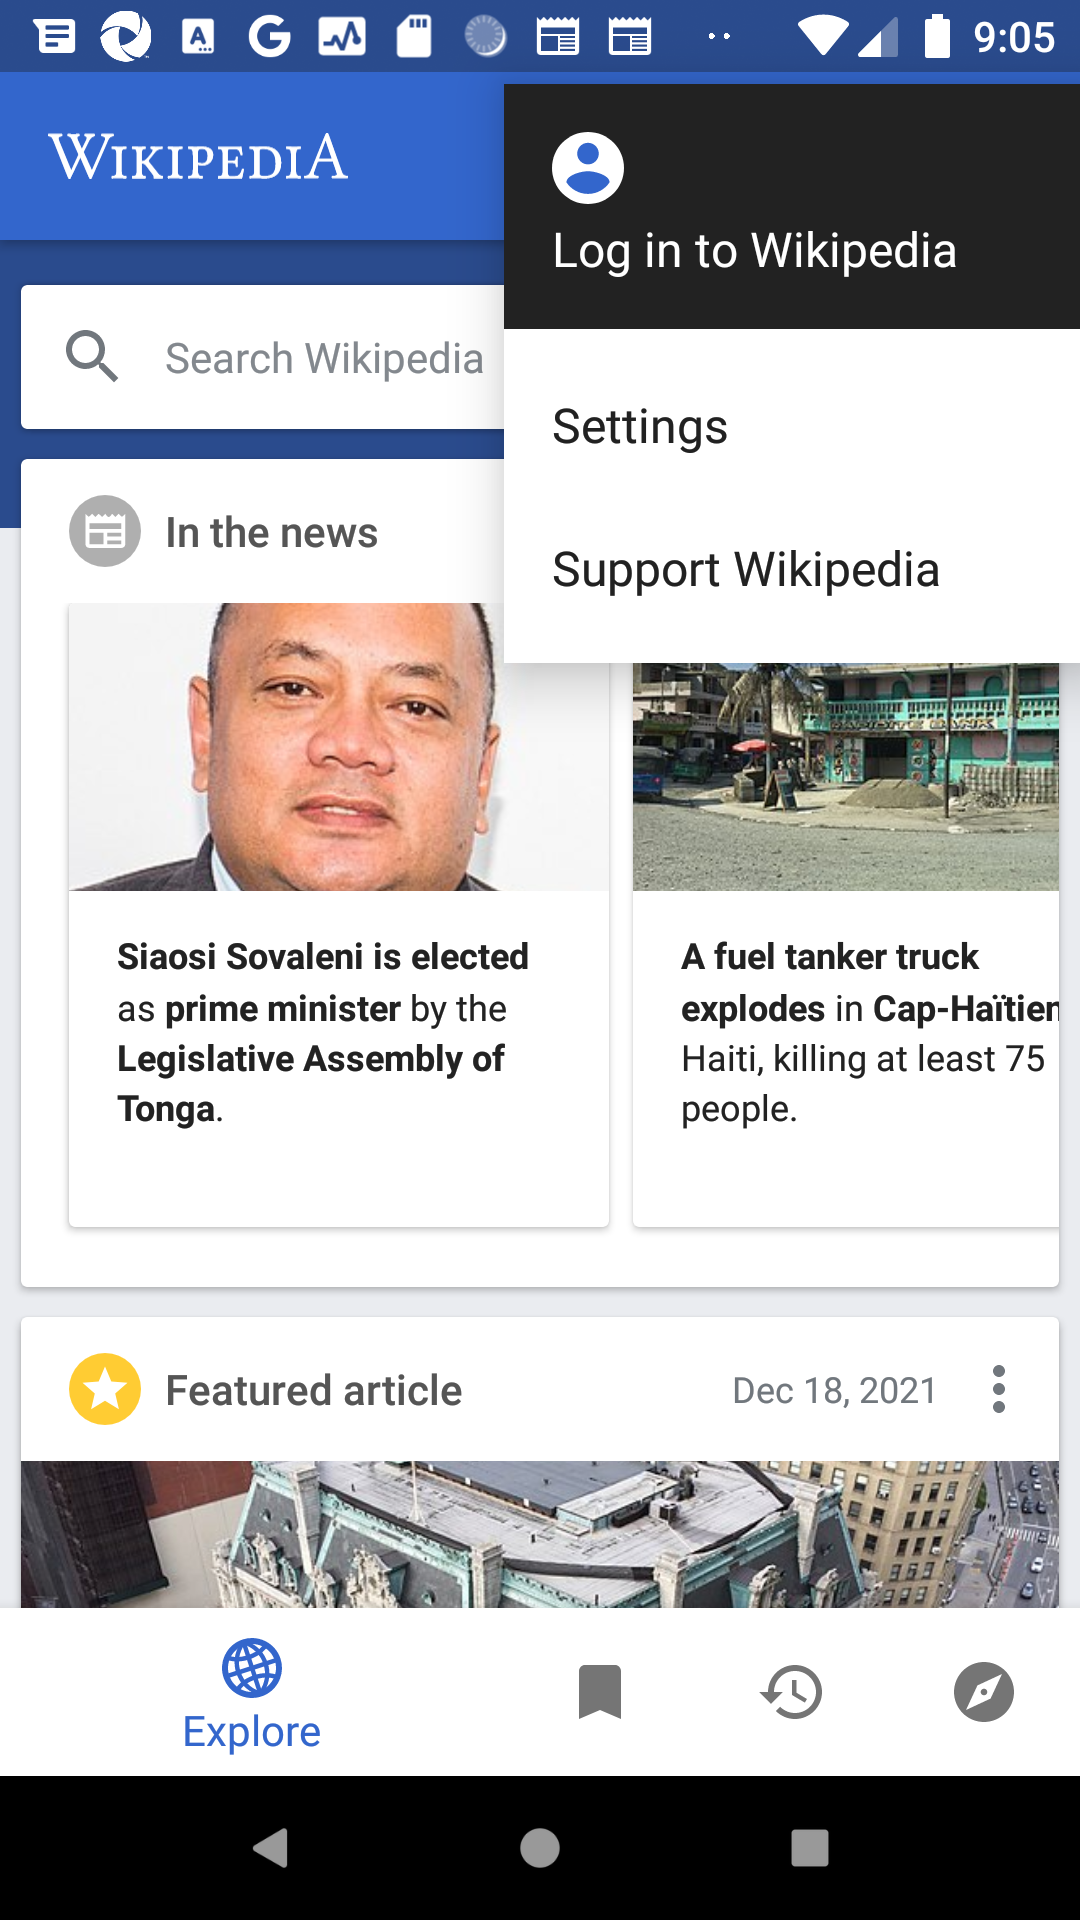 9:05
WIKIPEDIA
Log in to Wikipedia
Search Wikipedia
Settings
Support Wikipedia
In the news
RAPIDITE BANK
Siaosi Sovaleni is elected
as prime minister by the
Legislative Assembly of
Tonga.
A fuel tanker truck
explodes in Cap-Haïtien
Haiti, killing at least 75
people.
Featured article
Dec 18, 2021
Explore